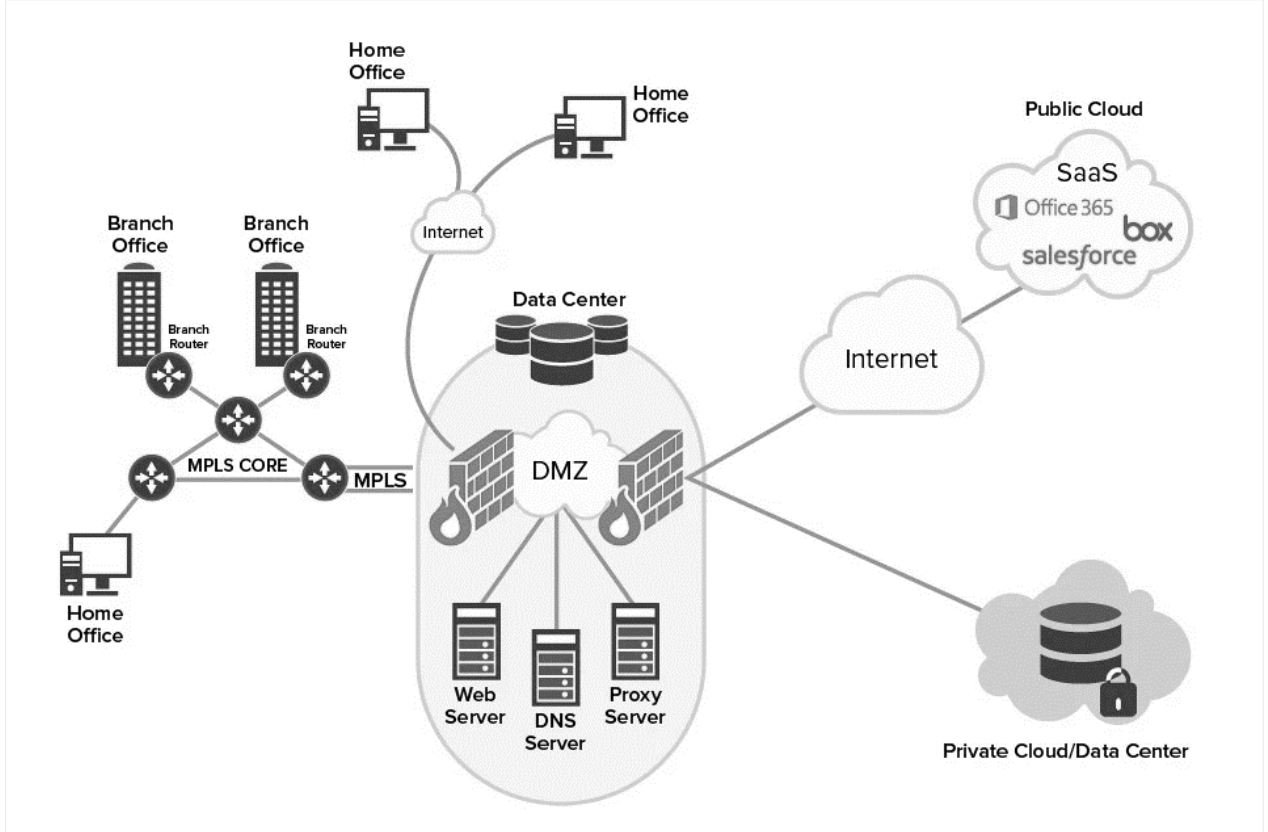 Home
Office
Home
Office
Public Cloud
SaaS
Office 365
box
salesforce
Internet
Branch
Office
Branch
Office
Branch
Router
Branch
Router
Data Center
Internet
MPLS CORE
MPLS
DMZ
Home
Office
Web
Server
DNS
Server
Proxy
Server
Private Cloud/Data Center